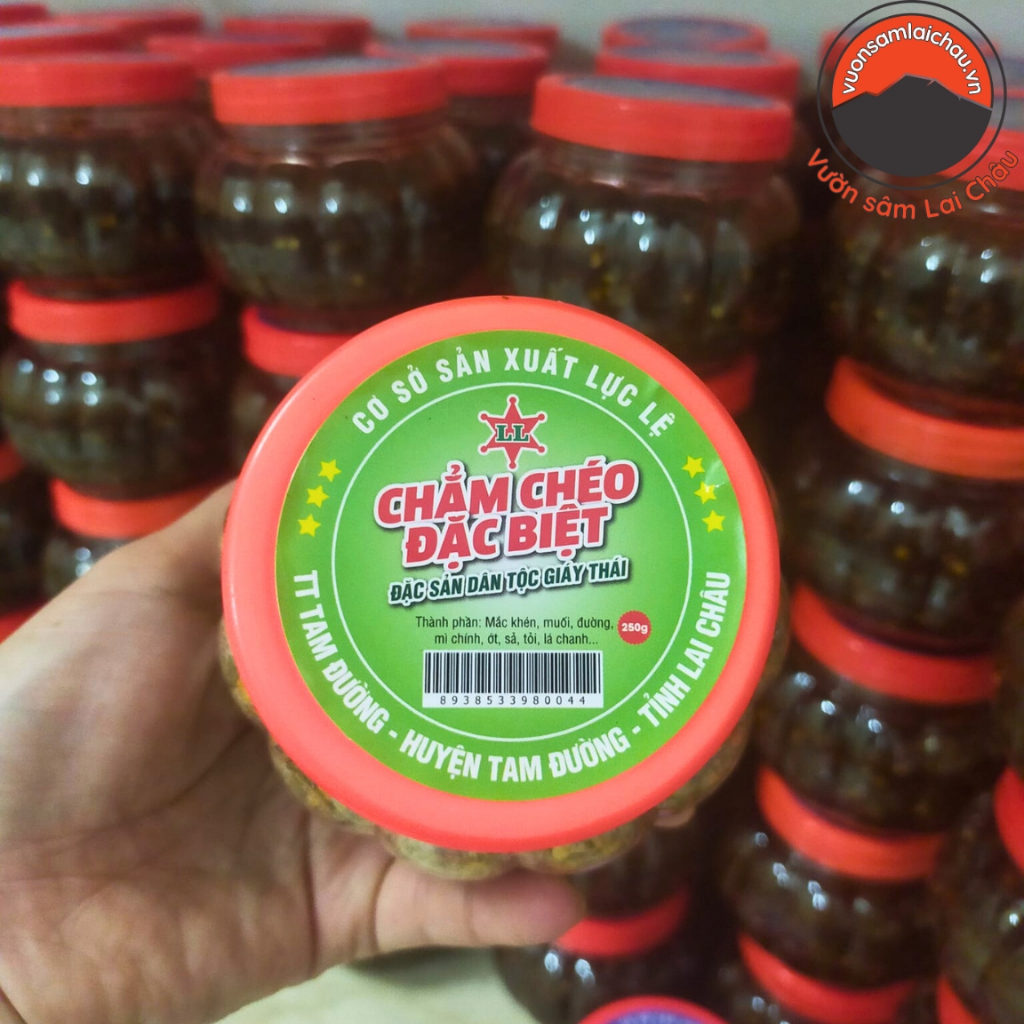 vuonsamlaichau.vn
Vườn sâm Lai Châu
CƠ SỞ SẢN XUẤT LỰC LỆ
LL
CHẲM CHÉO
ĐẶC BIỆT
ĐẶC SẢN DÂN TỘC GIÁY THÁI
Thành phần: Mắc khén, muối, đường,
mì chính, ớt, sả, tỏi, lá chanh...
250g
8938533980044
TT TAM ĐƯỜNG - HUYỆN TAM ĐƯỜNG - TỈNH LAI CHÂU